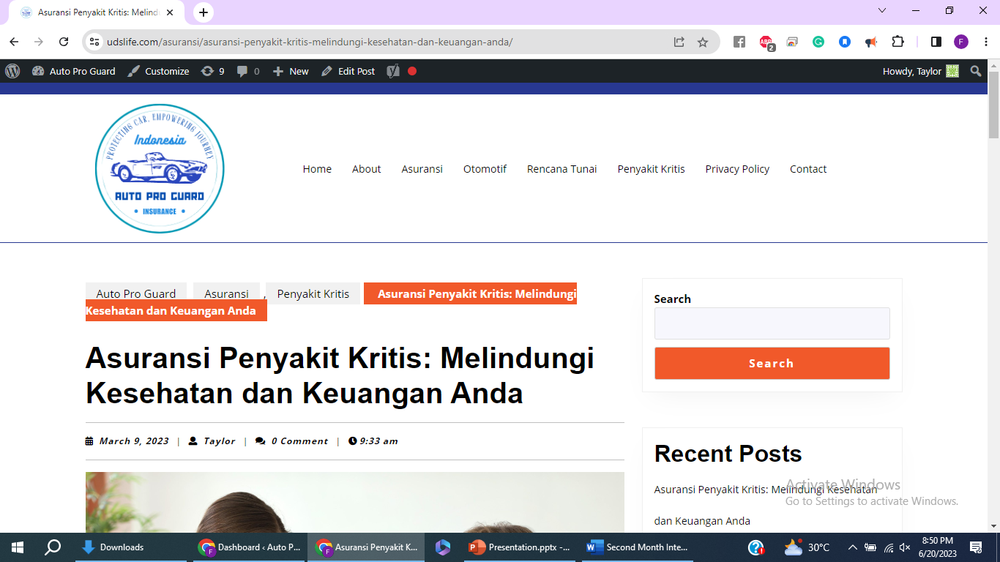 Asuransi Penyakit Kritis: Melind
udslife.com/asuransi/asuransi-penyakit-kritis-melindungi-kesehatan-dan-keuangan-anda/
ABP 2
F
Auto Pro Guard Customize 9 0 New Edit Post Howdy, Taylor
PROTECTING CAR, EMPOWERING JOURNEY
Indonesia
AUTO PRO GUARD
• INSURANCE •
Home About Asuransi Otomotif Rencana Tunai Penyakit Kritis Privacy Policy Contact
Auto Pro Guard Asuransi , Penyakit Kritis Asuransi Penyakit Kritis: Melindungi
Kesehatan dan Keuangan Anda
Asuransi Penyakit Kritis: Melindungi
Kesehatan dan Keuangan Anda
March 9, 2023 | Taylor | 0 Comment | 9:33 am
Search
Search
Recent Posts
Asuransi Penyakit Kritis: Melindungi Kesehatan
dan Keuangan Anda
Activate Windows
Go to Settings to activate Windows.
Downloads
F Dashboard ‹ Auto P...
F Asuransi Penyakit K...
Presentation.pptx -...
Second Month Inte...
30°C
8:50 PM
6/20/2023